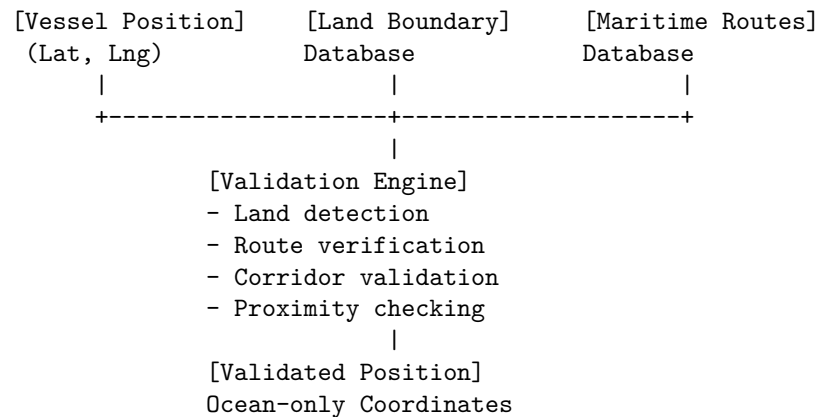 [Vessel Position] [Land Boundary] [Maritime Routes]
(Lat, Lng) Database Database
| | |
+--------------------+--------------------+
|
[Validation Engine]
- Land detection
- Route verification
- Corridor validation
- Proximity checking
|
[Validated Position]
Ocean-only Coordinates